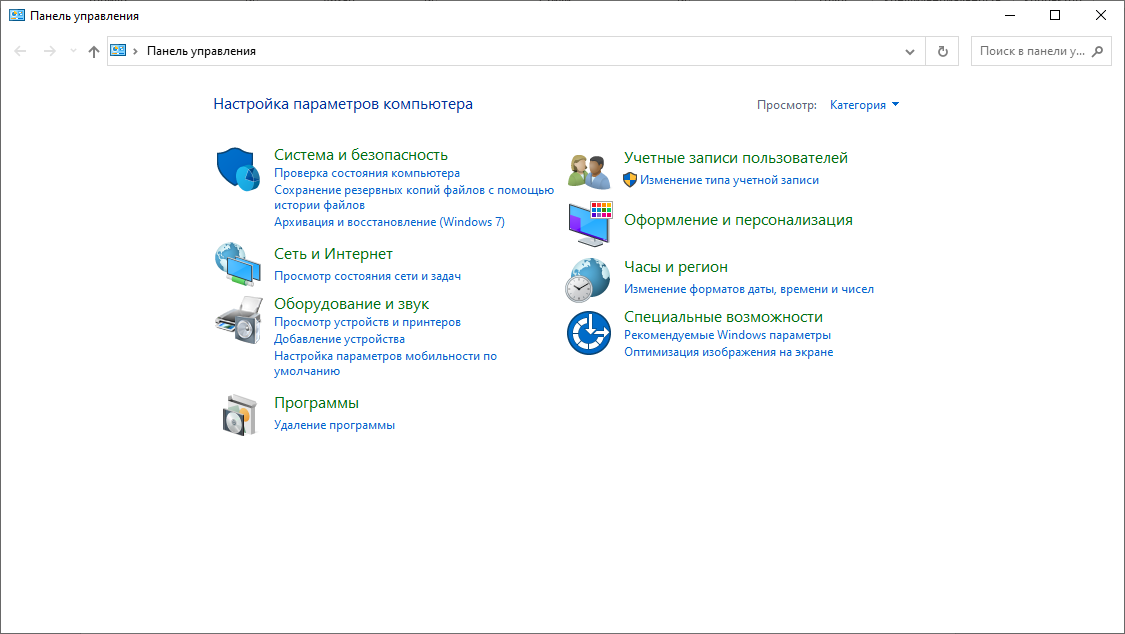 Панель управления
Панель управления
Поиск в панели у...
Настройка параметров компьютера
Просмотр: Категория
Система и безопасность
Проверка состояния компьютера
Сохранение резервных копий файлов с помощью
истории файлов
Архивация и восстановление (Windows 7)
Сеть и Интернет
Просмотр состояния сети и задач
Оборудование и звук
Просмотр устройств и принтеров
Добавление устройства
Настройка параметров мобильности по
умолчанию
Программы
Удаление программы
Учетные записи пользователей
Изменение типа учетной записи
Оформление и персонализация
Часы и регион
Изменение форматов даты, времени и чисел
Специальные возможности
Рекомендуемые Windows параметры
Оптимизация изображения на экране